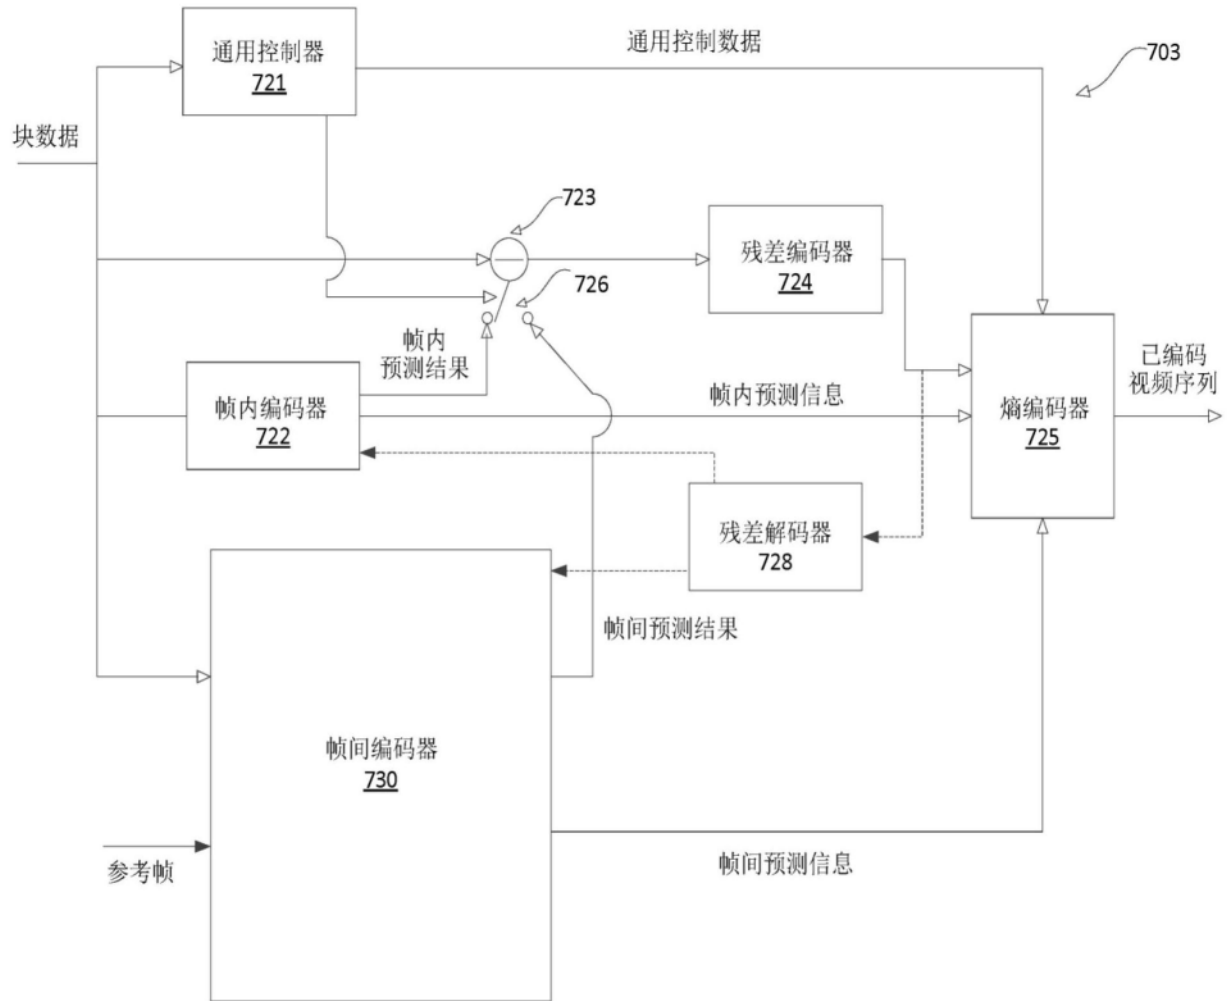 通用控制器
721
通用控制数据
703
块数据
723
残差编码器
724
726
帧内
预测结果
已编码
视频序列
帧内编码器
722
帧内预测信息
熵编码器
725
残差解码器
728
帧间预测结果
帧间编码器
730
参考帧
帧间预测信息